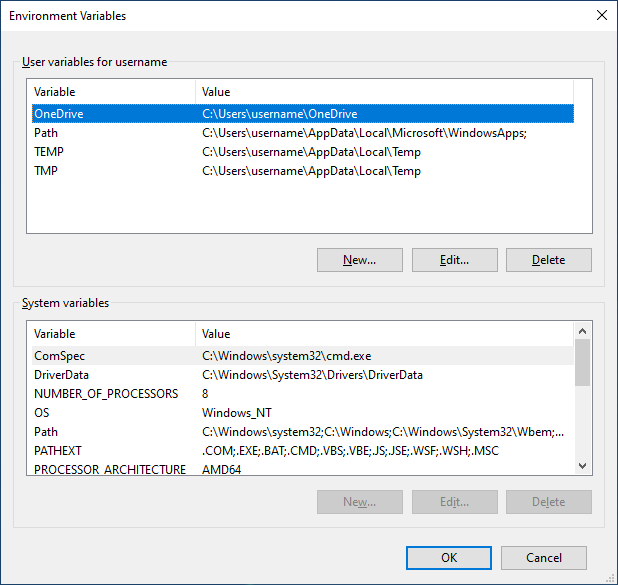 Environment Variables
User variables for username
Variable Value
OneDrive C:\Users\username\OneDrive
Path C:\Users\username\AppData\Local\Microsoft\WindowsApps;
TEMP C:\Users\username\AppData\Local\Temp
TMP C:\Users\username\AppData\Local\Temp
New... Edit... Delete
System variables
Variable Value
ComSpec C:\Windows\system32\cmd.exe
DriverData C:\Windows\System32\Drivers\DriverData
NUMBER_OF_PROCESSORS 8
OS Windows_NT
Path C:\Windows\system32;C:\Windows;C:\Windows\System32\Wbem;...
PATHEXT .COM;.EXE;.BAT;.CMD;.VBS;.VBE;.JS;.JSE;.WSF;.WSH;.MSC
PROCESSOR_ARCHITECTURE AMD64
New... Edit... Delete
OK Cancel